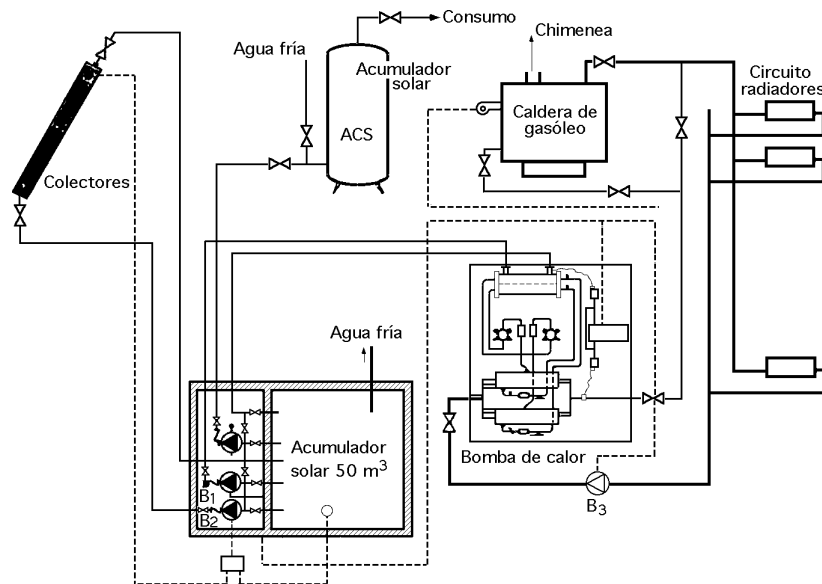 Consumo
Agua fría
Acumulador
solar
ACS
Chimenea
Caldera de
gasóleo
Circuito
radiadores
Colectores
Agua fría
Acumulador
solar 50 m³
B1
B2
Bomba de calor
B3